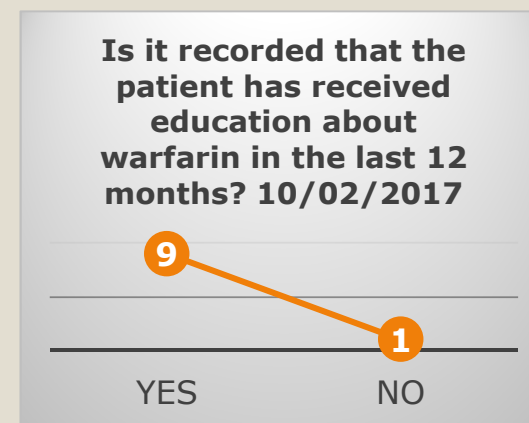 Is it recorded that the
patient has received
education about
warfarin in the last 12
months? 10/02/2017
9
1
YES NO